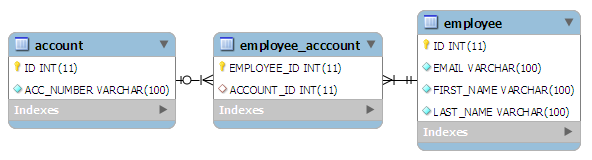 account
ID INT(11)
ACC_NUMBER VARCHAR(100)
Indexes
employee_acccount
EMPLOYEE_ID INT(11)
ACCOUNT_ID INT(11)
Indexes
employee
ID INT(11)
EMAIL VARCHAR(100)
FIRST_NAME VARCHAR(100)
LAST_NAME VARCHAR(100)
Indexes